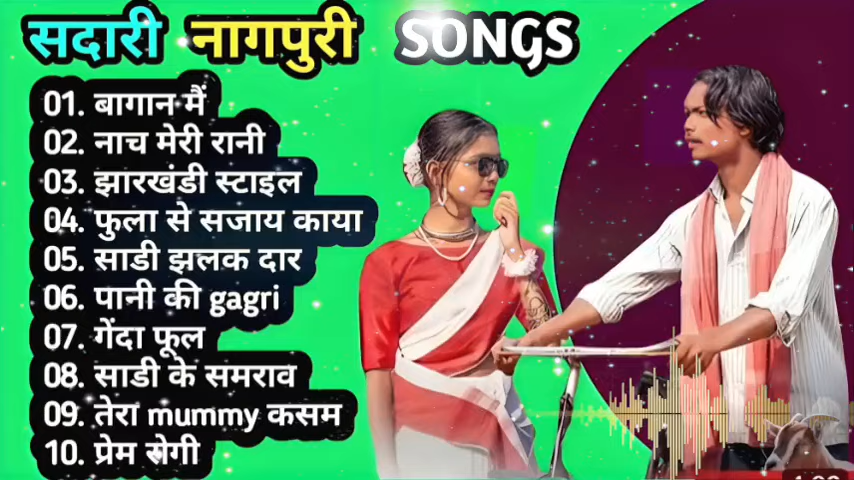 सदारी नागपुरी SONGS
01. बागान मैं
02. नाच मेरी रानी
03. झारखंडी स्टाइल
04. फुला से सजाय काया
05. साडी झलक दार
06. पानी की gagri
07. गेंदा फूल
08. साडी के समराव
09. तेरा mummy कसम
10. प्रेम रोगी